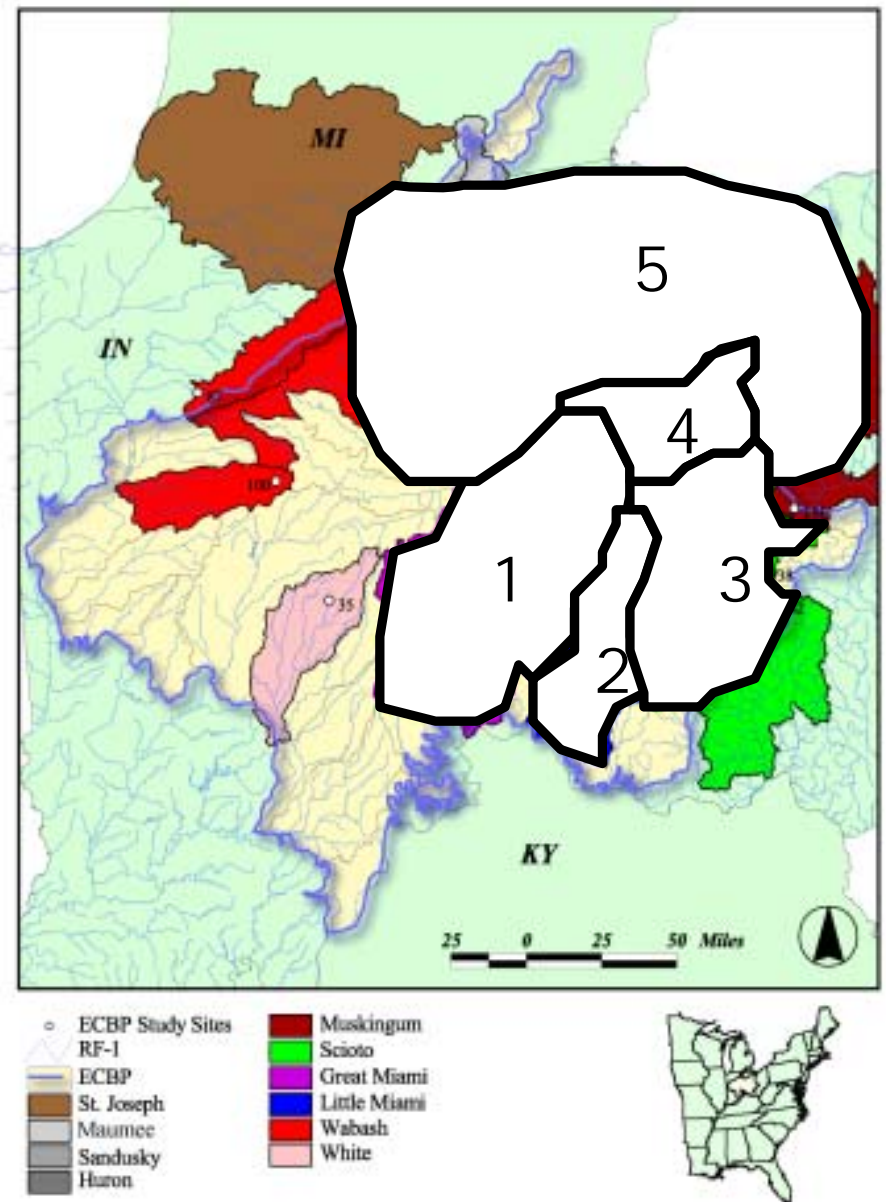 MI
5
IN
4
100
1
3
35
2
KY
25 0 25 50 Miles
ECBP Study Sites
RF-1
ECBP
St. Joseph
Maumee
Sandusky
Huron
Muskingum
Scioto
Great Miami
Little Miami
Wabash
White